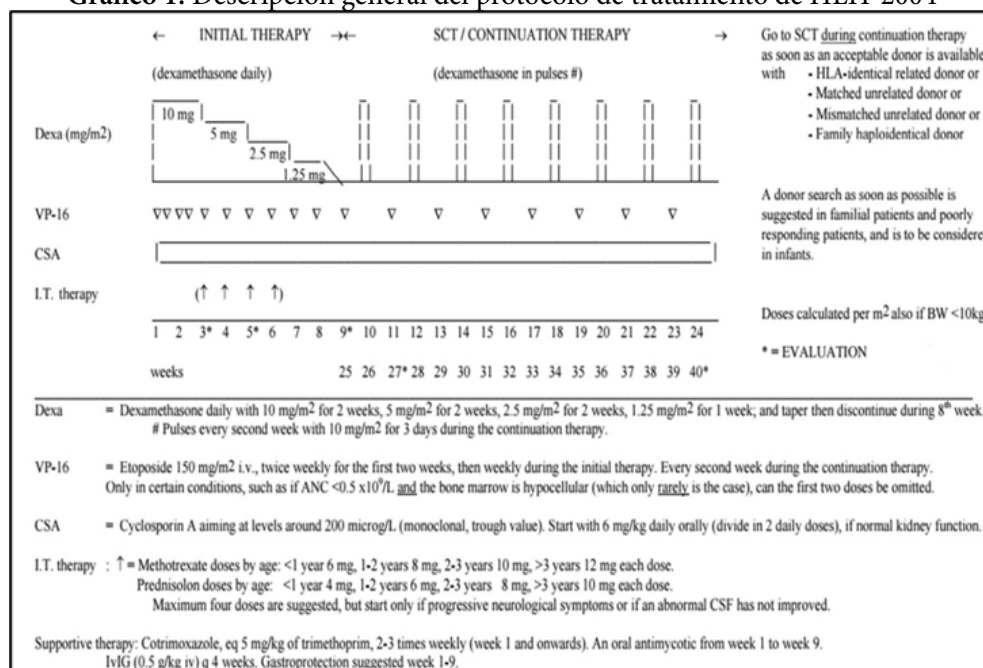 Gráfico 1. Descripción general del protocolo de tratamiento de HLH-2004
← INITIAL THERAPY →← SCT / CONTINUATION THERAPY →
(dexamethasone daily) (dexamethasone in pulses #)
Go to SCT during continuation therapy
as soon as an acceptable donor is available
with - HLA-identical related donor or
- Matched unrelated donor or
- Mismatched unrelated donor or
- Family haploidentical donor
Dexa (mg/m2)
10 mg
5 mg
2.5 mg
1.25 mg
A donor search as soon as possible is
suggested in familial patients and poorly
responding patients, and is to be considere
in infants.
VP-16 ∇∇ ∇∇ ∇ ∇ ∇ ∇ ∇ ∇ ∇ ∇ ∇ ∇ ∇ ∇ ∇ ∇
CSA
I.T. therapy (↑ ↑ ↑ ↑)
Doses calculated per m2 also if BW <10kg
* = EVALUATION
1 2 3* 4 5* 6 7 8 9* 10 11 12 13 14 15 16 17 18 19 20 21 22 23 24
weeks 25 26 27* 28 29 30 31 32 33 34 35 36 37 38 39 40*
Dexa = Dexamethasone daily with 10 mg/m2 for 2 weeks, 5 mg/m2 for 2 weeks, 2.5 mg/m2 for 2 weeks, 1.25 mg/m2 for 1 week; and taper then discontinue during 8th week.
# Pulses every second week with 10 mg/m2 for 3 days during the continuation therapy.
VP-16 = Etoposide 150 mg/m2 i.v., twice weekly for the first two weeks, then weekly during the initial therapy. Every second week during the continuation therapy.
Only in certain conditions, such as if ANC <0.5 x10⁹/L and the bone marrow is hypocellular (which only rarely is the case), can the first two doses be omitted.
CSA = Cyclosporin A aiming at levels around 200 microg/L (monoclonal, trough value). Start with 6 mg/kg daily orally (divide in 2 daily doses), if normal kidney function.
I.T. therapy : ↑ = Methotrexate doses by age: <1 year 6 mg, 1-2 years 8 mg, 2-3 years 10 mg, >3 years 12 mg each dose.
Prednisolon doses by age: <1 year 4 mg, 1-2 years 6 mg, 2-3 years 8 mg, >3 years 10 mg each dose.
Maximum four doses are suggested, but start only if progressive neurological symptoms or if an abnormal CSF has not improved.
Supportive therapy: Cotrimoxazole, eq 5 mg/kg of trimethoprim, 2-3 times weekly (week 1 and onwards). An oral antimycotic from week 1 to week 9.
IvIG (0.5 g/kg iv) q 4 weeks. Gastroprotection suggested week 1-9.